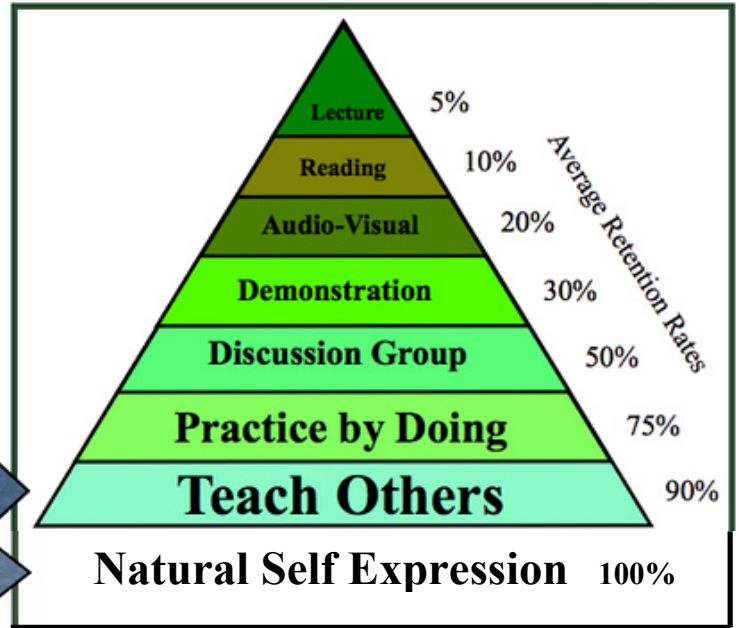 Lecture 5%
Reading 10%
Audio-Visual 20%
Demonstration 30%
Discussion Group 50%
Practice by Doing 75%
Teach Others 90%
Average Retention Rates
Natural Self Expression 100%